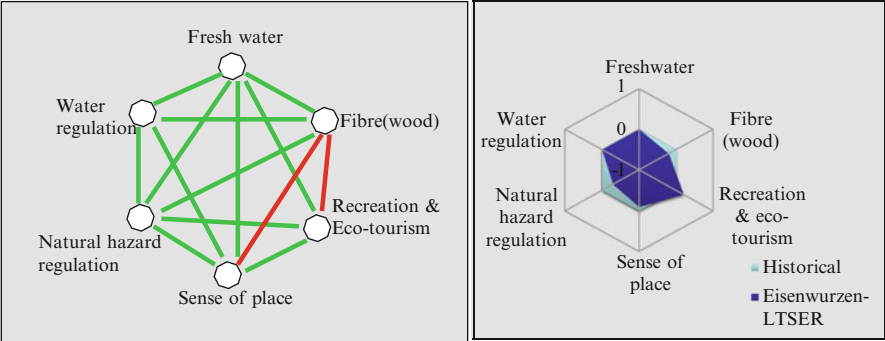 Fresh water
Water
regulation
Fibre(wood)
Recreation &
Eco-tourism
Natural hazard
regulation
Sense of place
Freshwater
1
Water
regulation
0
Fibre
(wood)
-1
Natural
hazard
regulation
Recreation
& eco-
tourism
Sense of
place
Historical
Eisenwurzen-
LTSER